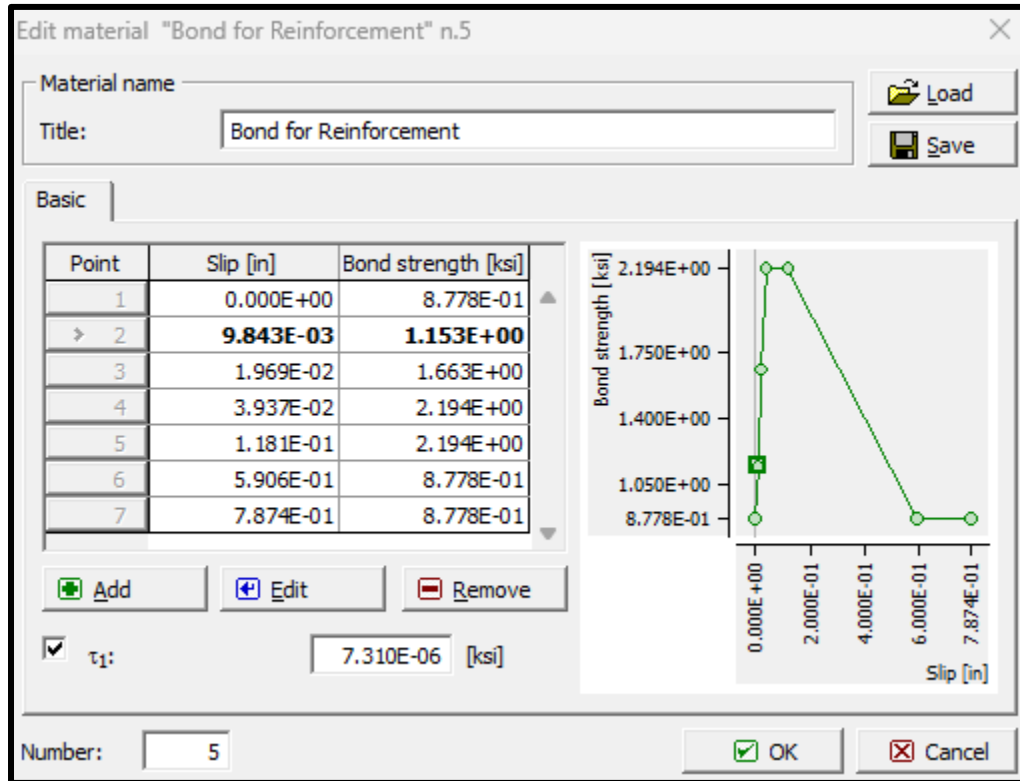 Edit material "Bond for Reinforcement" n.5
Material name
Title: Bond for Reinforcement
Load
Save
Basic
Point Slip [in] Bond strength [ksi]
1 0.000E+00 8.778E-01
2 9.843E-03 1.153E+00
3 1.969E-02 1.663E+00
4 3.937E-02 2.194E+00
5 1.181E-01 2.194E+00
6 5.906E-01 8.778E-01
7 7.874E-01 8.778E-01
Add Edit Remove
τ1: 7.310E-06 [ksi]
Bond strength [ksi]
2.194E+00
1.750E+00
1.400E+00
1.050E+00
8.778E-01
0.000E+00
2.000E-01
4.000E-01
6.000E-01
7.874E-01
Slip [in]
Number: 5
OK Cancel